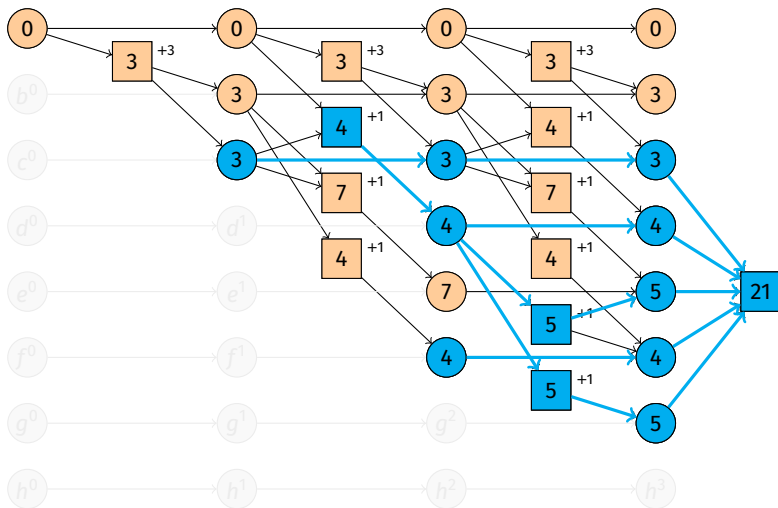 0 0 0 0
3 +3 3 +3 3 +3
b⁰ 3 3 3
4 +1 4 +1
c⁰ 3 3 3
7 +1 7 +1
d⁰ d¹ 4 4
4 +1 4 +1
e⁰ e¹ 7 5 21
5 +1
f⁰ f¹ 4 4
5 +1
g⁰ g¹ g² 5
h⁰ h¹ h² h³